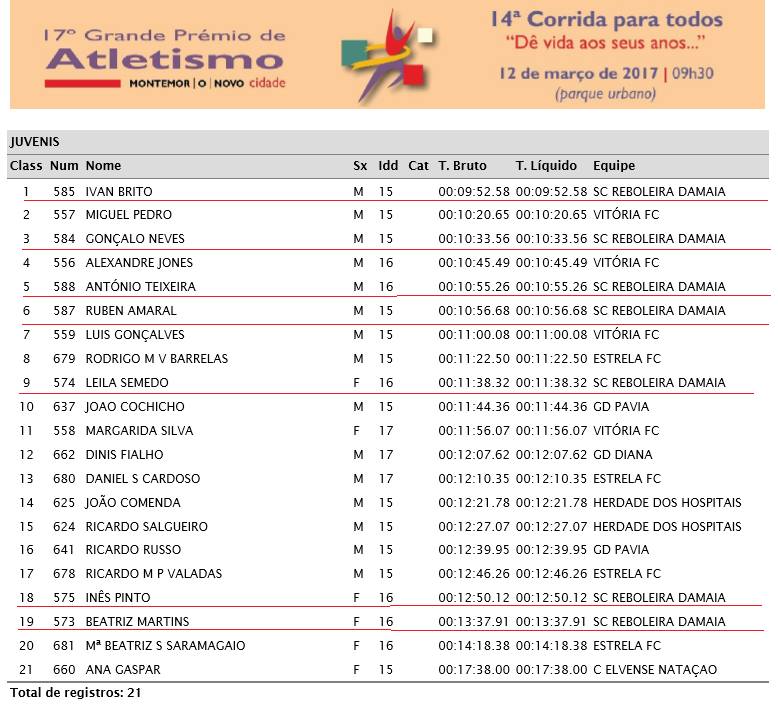 17º Grande Prémio de
Atletismo
MONTEMOR|O|NOVO cidade
14ª Corrida para todos
“Dê vida aos seus anos...”
12 de março de 2017 | 09h30
(parque urbano)
JUVENIS
Class Num Nome Sx Idd Cat T. Bruto T. Líquido Equipe
1 585 IVAN BRITO M 15 00:09:52.58 00:09:52.58 SC REBOLEIRA DAMAIA
2 557 MIGUEL PEDRO M 15 00:10:20.65 00:10:20.65 VITÓRIA FC
3 584 GONÇALO NEVES M 15 00:10:33.56 00:10:33.56 SC REBOLEIRA DAMAIA
4 556 ALEXANDRE JONES M 16 00:10:45.49 00:10:45.49 VITÓRIA FC
5 588 ANTÓNIO TEIXEIRA M 16 00:10:55.26 00:10:55.26 SC REBOLEIRA DAMAIA
6 587 RUBEN AMARAL M 15 00:10:56.68 00:10:56.68 SC REBOLEIRA DAMAIA
7 559 LUIS GONÇALVES M 15 00:11:00.08 00:11:00.08 VITÓRIA FC
8 679 RODRIGO M V BARRELAS M 15 00:11:22.50 00:11:22.50 ESTRELA FC
9 574 LEILA SEMEDO F 16 00:11:38.32 00:11:38.32 SC REBOLEIRA DAMAIA
10 637 JOAO COCHICHO M 15 00:11:44.36 00:11:44.36 GD PAVIA
11 558 MARGARIDA SILVA F 17 00:11:56.07 00:11:56.07 VITÓRIA FC
12 662 DINIS FIALHO M 17 00:12:07.62 00:12:07.62 GD DIANA
13 680 DANIEL S CARDOSO M 17 00:12:10.35 00:12:10.35 ESTRELA FC
14 625 JOÃO COMENDA M 15 00:12:21.78 00:12:21.78 HERDADE DOS HOSPITAIS
15 624 RICARDO SALGUEIRO M 15 00:12:27.07 00:12:27.07 HERDADE DOS HOSPITAIS
16 641 RICARDO RUSSO M 15 00:12:39.95 00:12:39.95 GD PAVIA
17 678 RICARDO M P VALADAS M 15 00:12:46.26 00:12:46.26 ESTRELA FC
18 575 INÊS PINTO F 16 00:12:50.12 00:12:50.12 SC REBOLEIRA DAMAIA
19 573 BEATRIZ MARTINS F 16 00:13:37.91 00:13:37.91 SC REBOLEIRA DAMAIA
20 681 Mª BEATRIZ S SARAMAGAIO F 16 00:14:18.38 00:14:18.38 ESTRELA FC
21 660 ANA GASPAR F 15 00:17:38.00 00:17:38.00 C ELVENSE NATAÇAO
Total de registros: 21